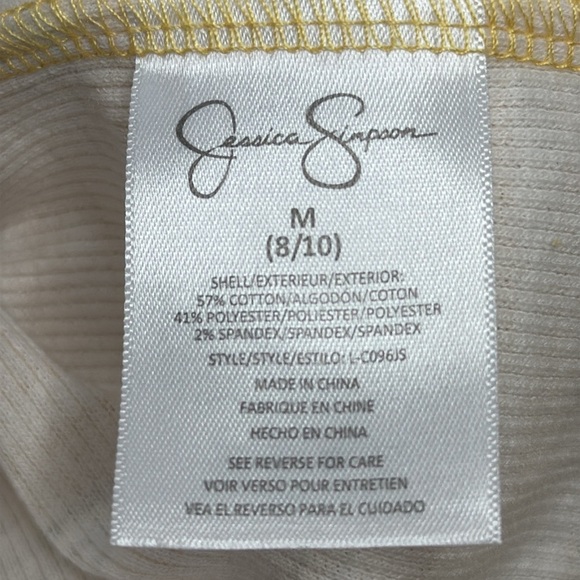 Jessica Simpson
M
(8/10)
SHELL/EXTERIEUR/EXTERIOR:
57% COTTON/ALGODÓN/COTON
41% POLYESTER/POLIESTER/POLYESTER
2% SPANDEX/SPANDEX/SPANDEX
STYLE/STYLE/ESTILO: L-C096JS
MADE IN CHINA
FABRIQUE EN CHINE
HECHO EN CHINA
SEE REVERSE FOR CARE
VOIR VERSO POUR ENTRETIEN
VEA EL REVERSO PARA EL CUIDADO